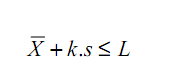 X̄ + k.s ≤ L